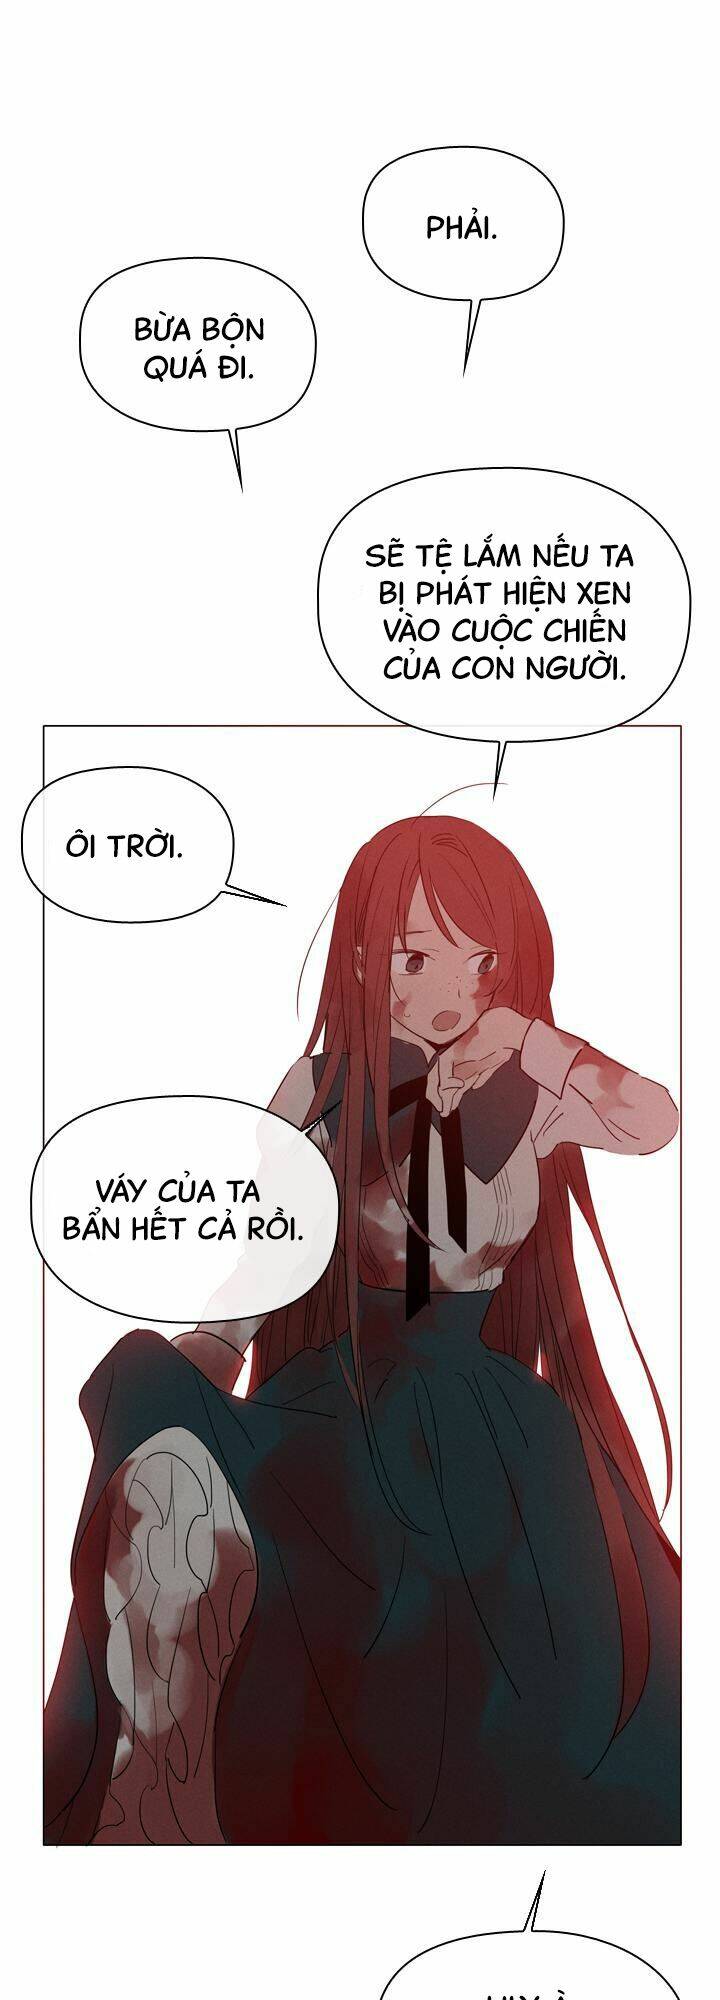 PHẢI.
BỪA BỘN
QUÁ ĐI.
SẼ TỆ LẮM NẾU TA
BỊ PHÁT HIỆN XEN
VÀO CUỘC CHIẾN
CỦA CON NGƯỜI.
ÔI TRỜI.
VÁY CỦA TA
BẨN HẾT CẢ RỒI.